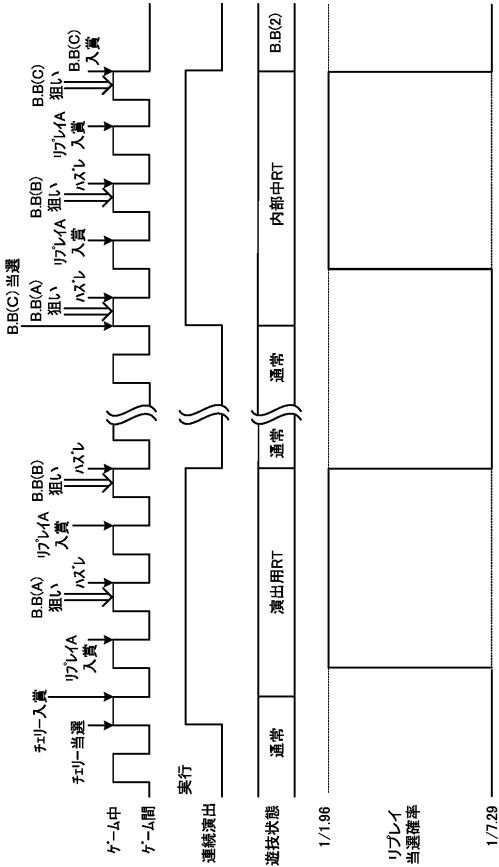 チェリー当選
チェリー入賞
リプレイA
入賞
B.B(A)
狙い
ハズレ
リプレイA
入賞
B.B(B)
狙い
ハズレ
B.B(C)当選
B.B(A)
狙い
ハズレ
リプレイA
入賞
B.B(B)
狙い
ハズレ
リプレイA
入賞
B.B(C)
狙い
B.B(C)
入賞
ゲーム中
ゲーム間
実行
連続演出
遊技状態
通常
演出用RT
通常
通常
内部中RT
B.B(2)
1/1.96
リプレイ
当選確率
1/7.29